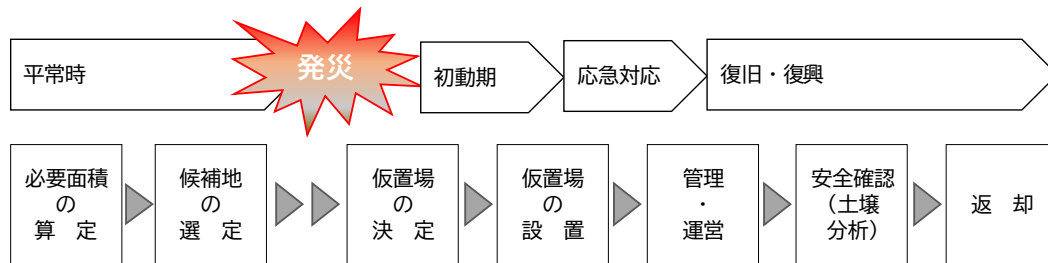 平常時
発災
初動期
応急対応
復旧・復興
必要面積
の
算　定
候補地
の
選　定
仮置場
の
決　定
仮置場
の
設　置
管理
・
運営
安全確認
（土壌
分析）
返　却